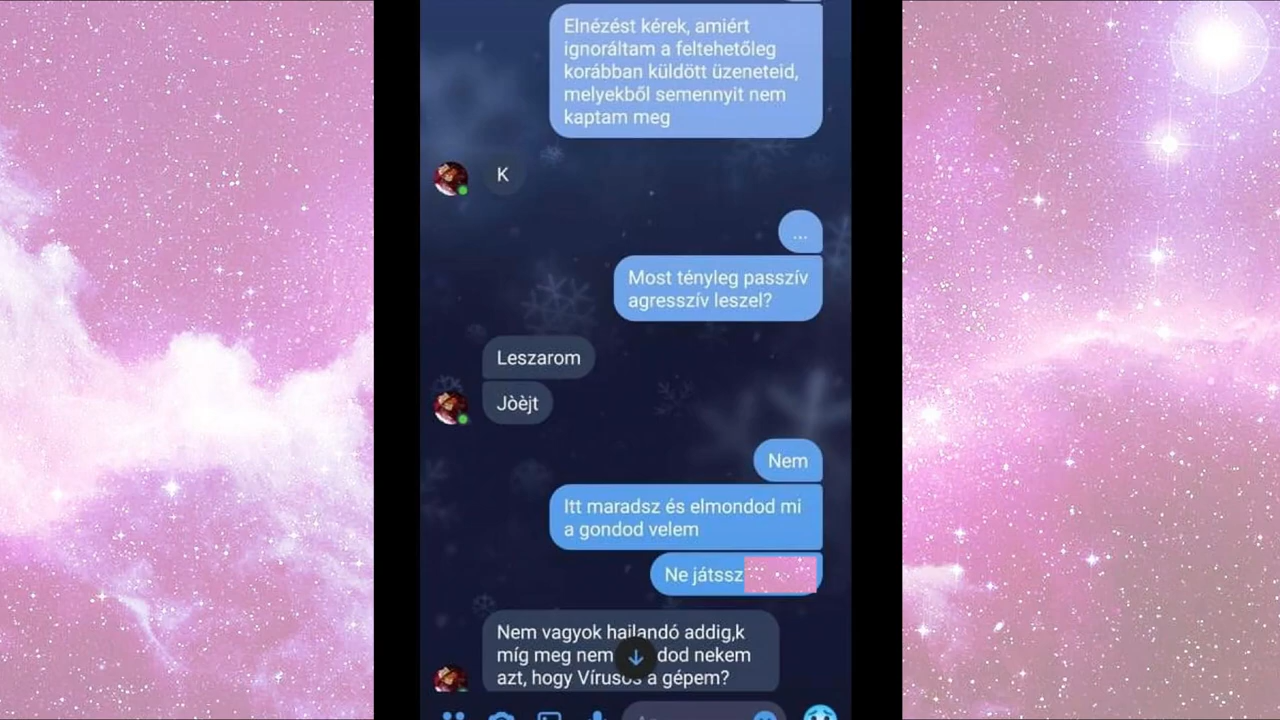 Elnézést kérek, amiért
ignoráltam a feltehetőleg
korábban küldött üzeneteid,
melyekből semennyit nem
kaptam meg
K
...
Most tényleg passzív
agresszív leszel?
Leszarom
Jòèjt
Nem
Itt maradsz és elmondod mi
a gondod velem
Ne játssz
Nem vagyok hajlandó addig,k
míg meg nem dod nekem
azt, hogy Vírusos a gépem?